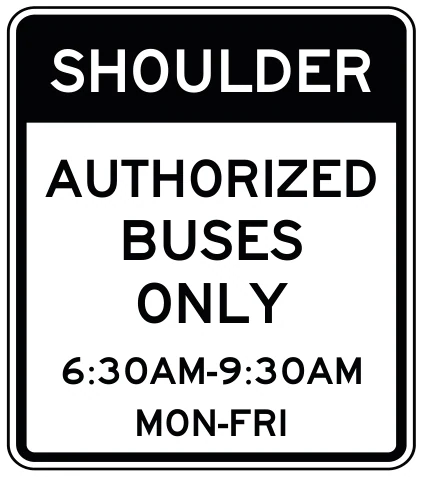 SHOULDER
AUTHORIZED
BUSES
ONLY
6:30AM-9:30AM
MON-FRI